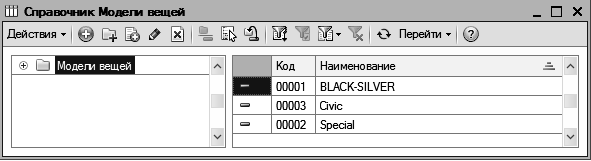 Справочник Модели вещей
Действия Перейти
Модели вещей
Код Наименование
00001 BLACK-SILVER
00003 Civic
00002 Special